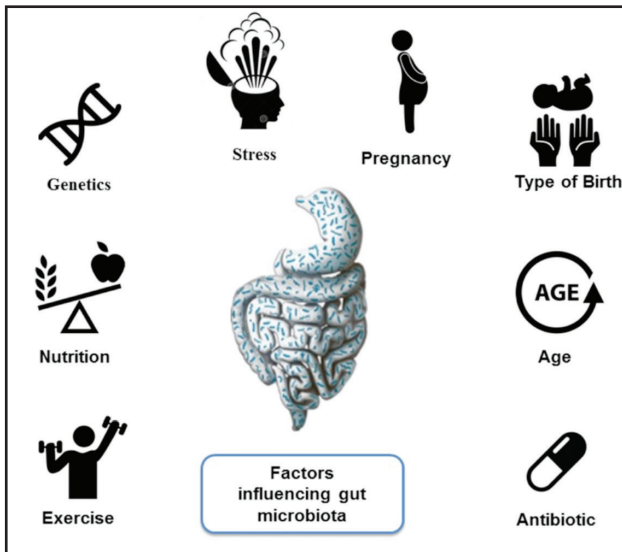 Stress
Pregnancy
Genetics
Type of Birth
Nutrition
AGE
Age
Exercise
Factors
influencing gut
microbiota
Antibiotic